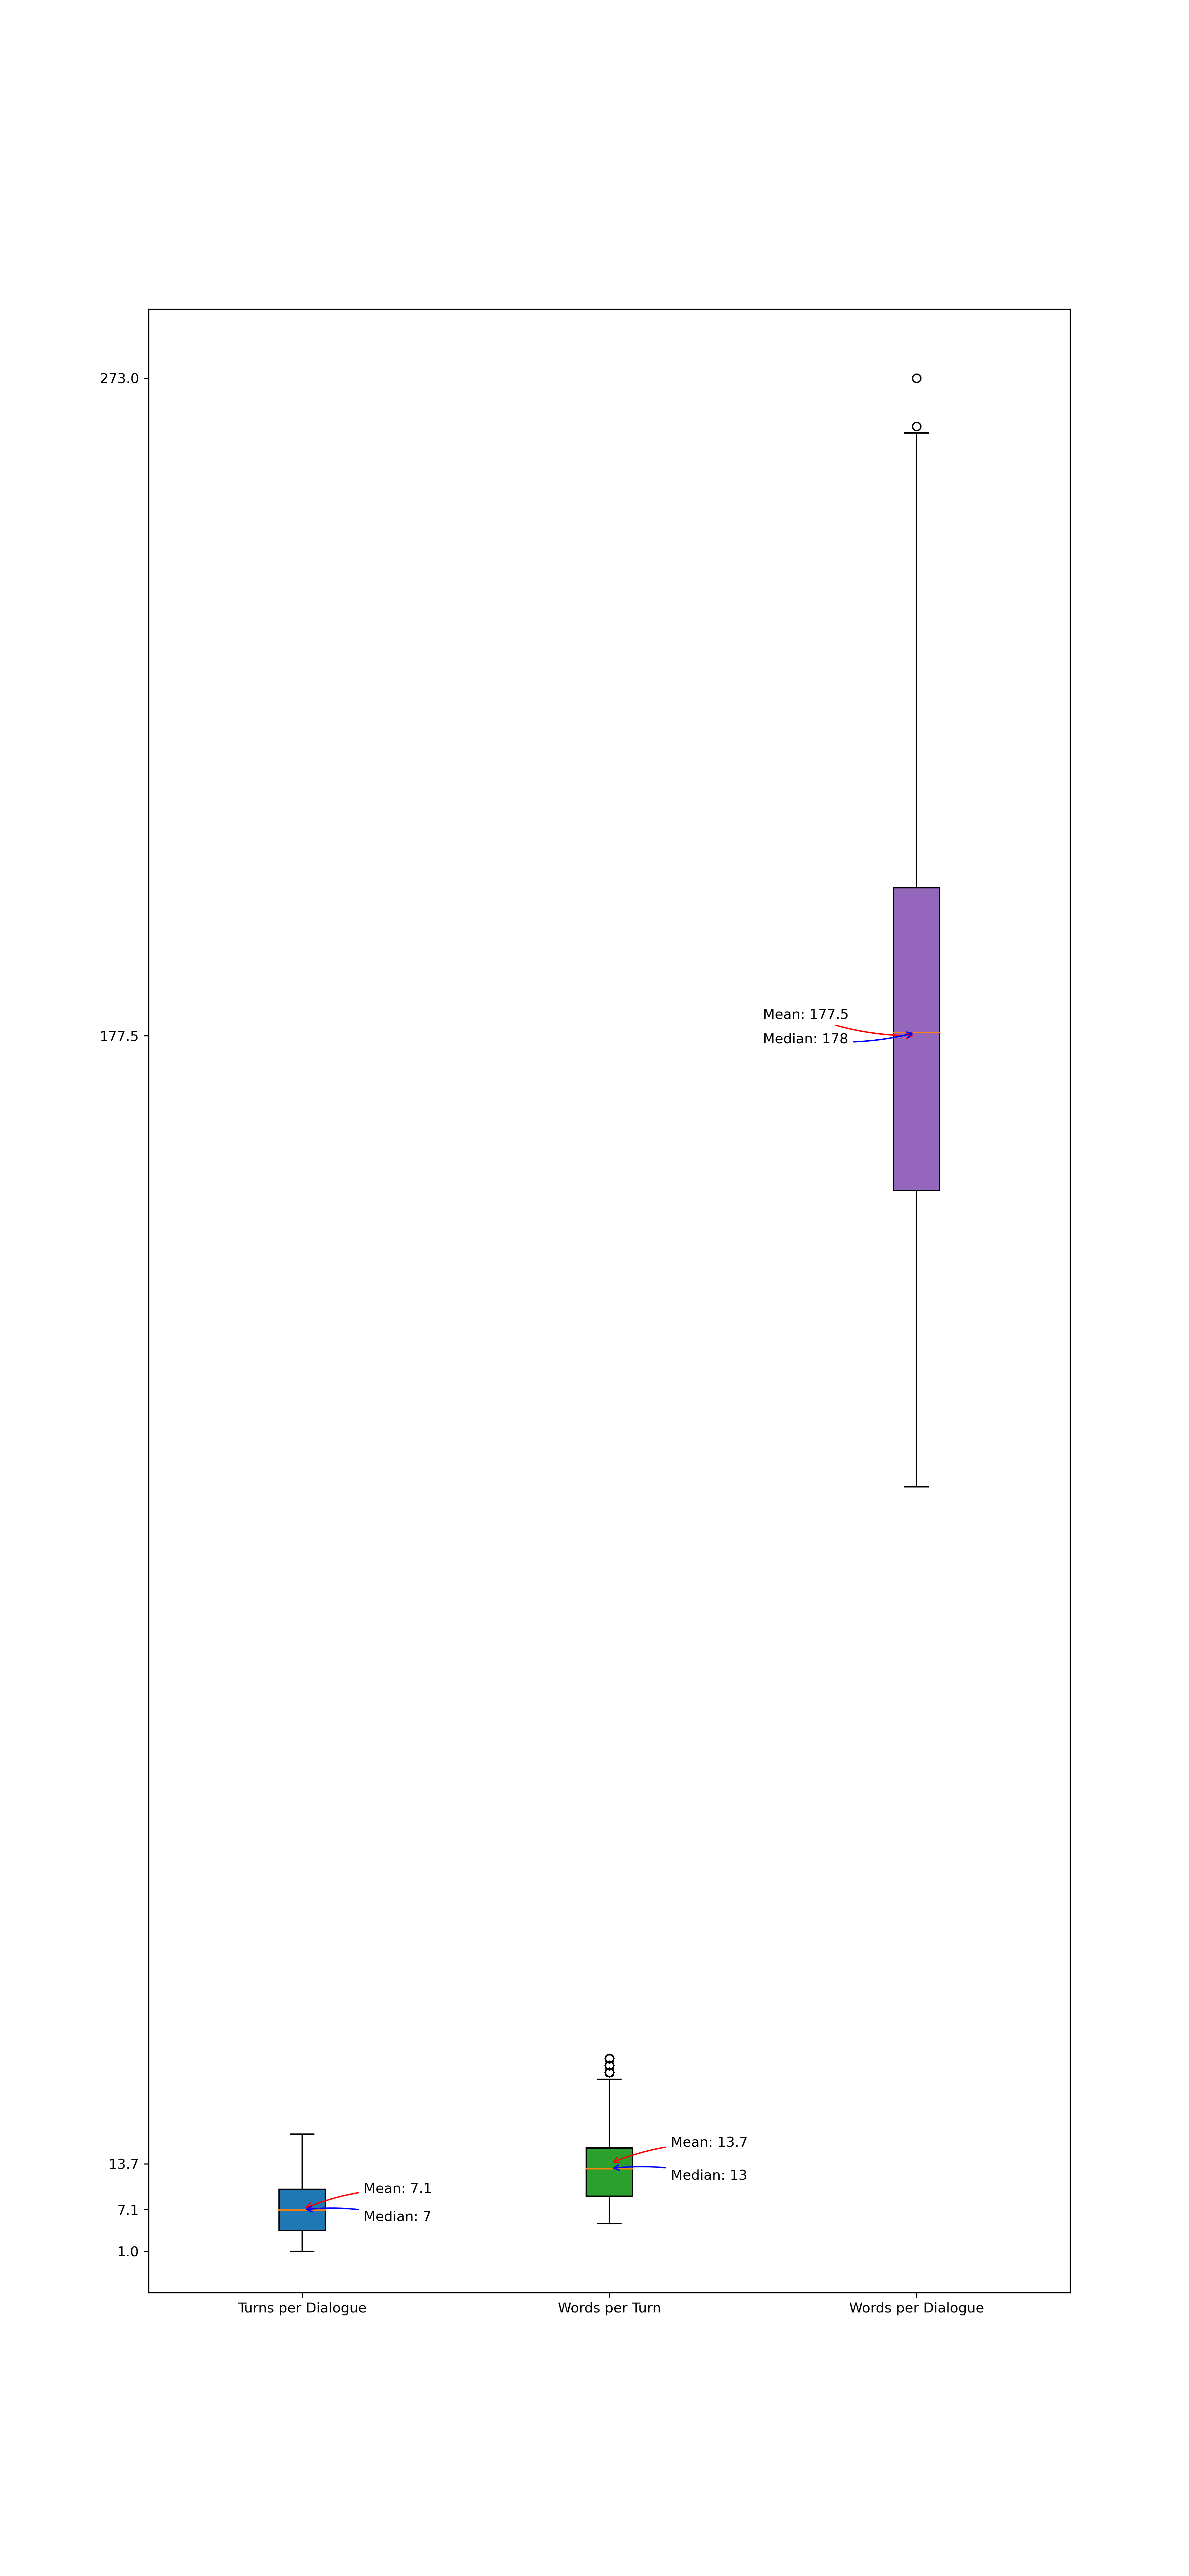 273.0
Mean: 177.5
177.5
Median: 178
Mean: 13.7
13.7
Median: 13
Mean: 7.1
7.1
Median: 7
1.0
Turns per Dialogue Words per Turn Words per Dialogue